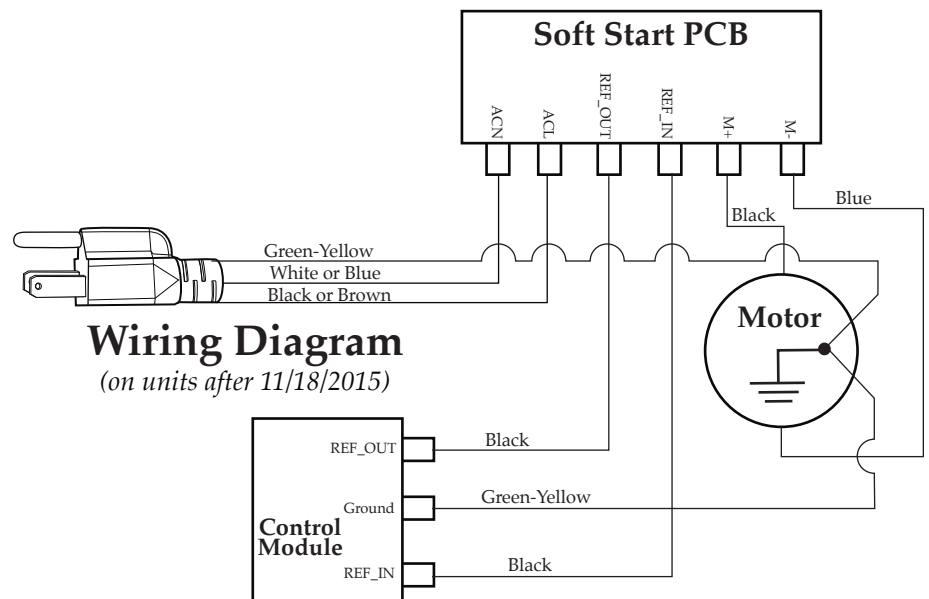 Soft Start PCB
ACN
ACL
REF_OUT
REF_IN
M+
M-
Black
Blue
Green-Yellow
White or Blue
Black or Brown
Wiring Diagram
(on units after 11/18/2015)
Motor
REF_OUT
Black
Ground
Green-Yellow
Control
Module
REF_IN
Black